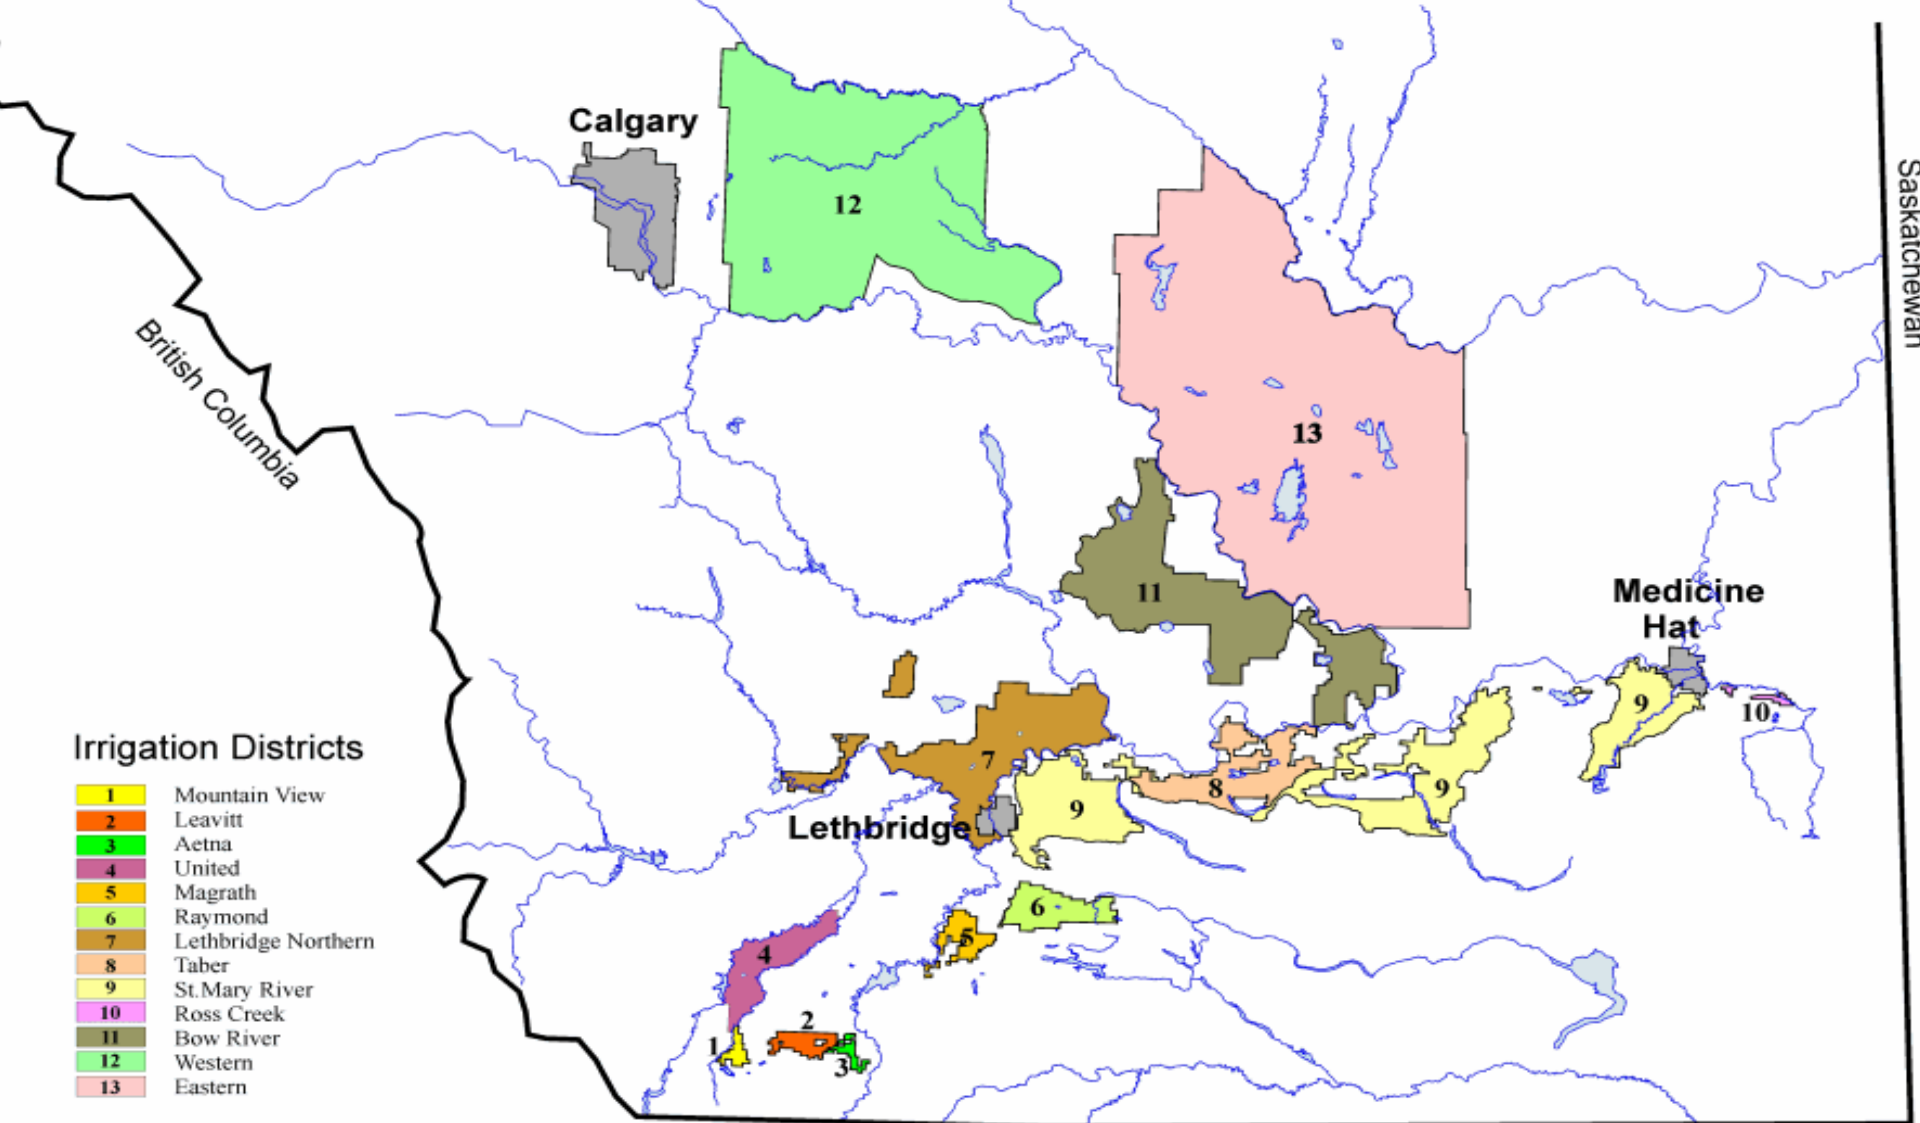 Calgary
12
Saskatchewan
British Columbia
13
11
Medicine
Hat
9
10
7
8
9
9
Lethbridge
6
5
4
2
1
3
Irrigation Districts
1 Mountain View
2 Leavitt
3 Aetna
4 United
5 Magrath
6 Raymond
7 Lethbridge Northern
8 Taber
9 St.Mary River
10 Ross Creek
11 Bow River
12 Western
13 Eastern